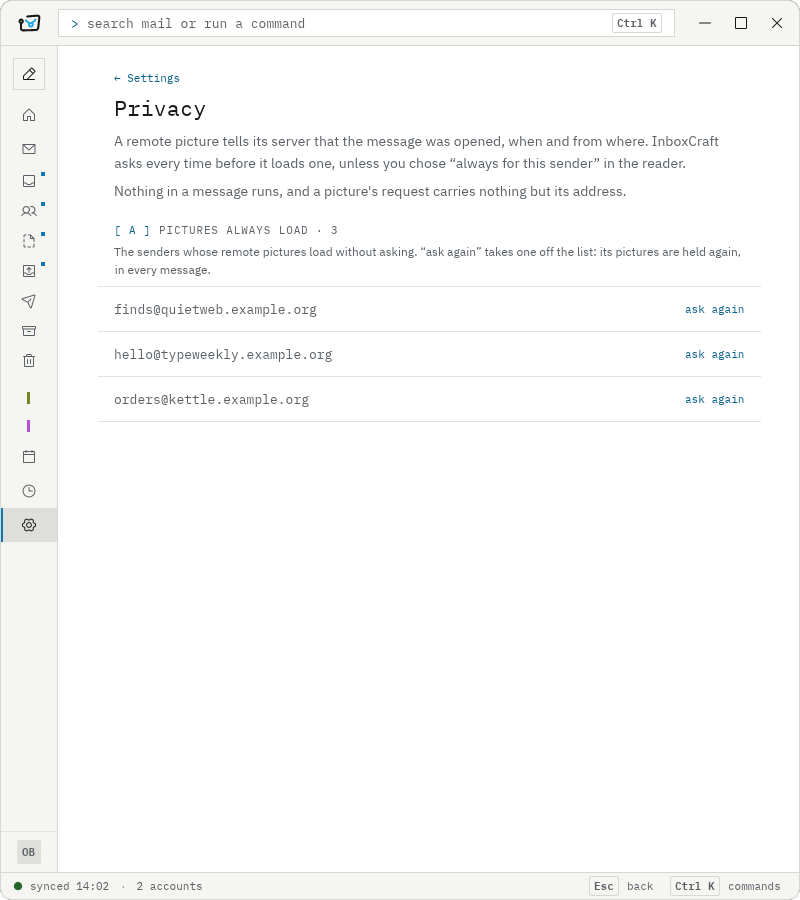 > search mail or run a command Ctrl K
← Settings
Privacy
A remote picture tells its server that the message was opened, when and from where. InboxCraft
asks every time before it loads one, unless you chose “always for this sender” in the reader.
Nothing in a message runs, and a picture's request carries nothing but its address.
[ A ] PICTURES ALWAYS LOAD · 3
The senders whose remote pictures load without asking. “ask again” takes one off the list: its pictures are held again,
in every message.
finds@quietweb.example.org ask again
hello@typeweekly.example.org ask again
orders@kettle.example.org ask again
OB
synced 14:02 · 2 accounts Esc back Ctrl K commands